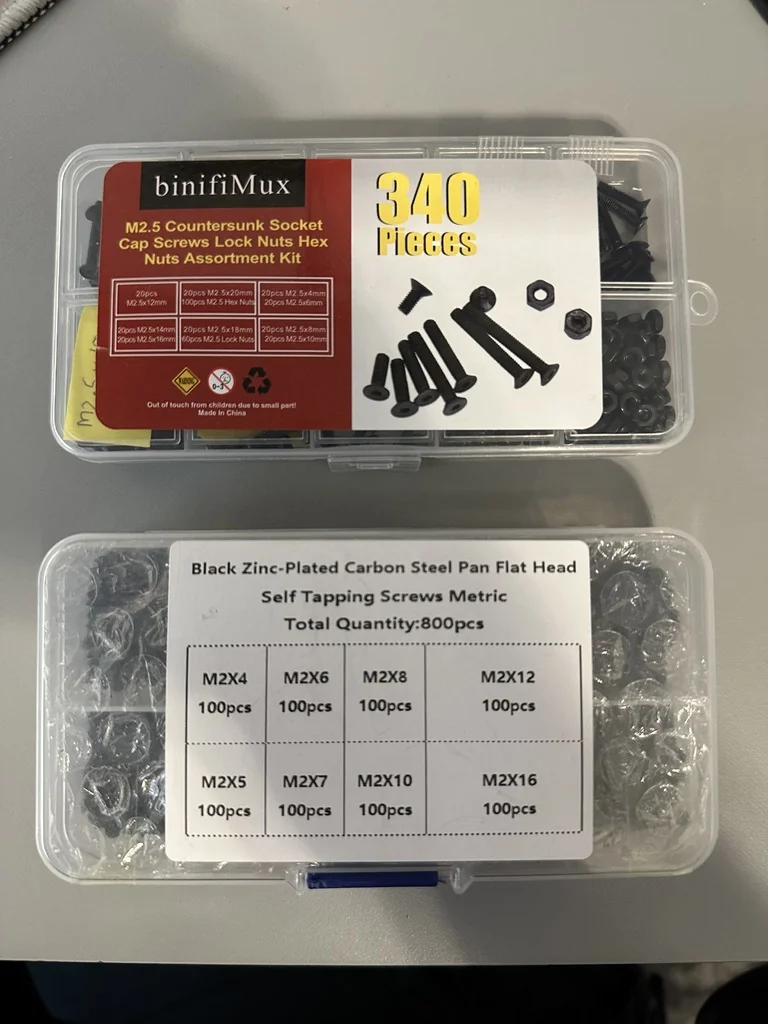 binifiMux
M2.5 Countersunk Socket
Cap Screws Lock Nuts Hex
Nuts Assortment Kit
340
Pieces
20pcs
M2.5x12mm
20pcs M2.5x20mm
100pcs M2.5 Hex Nuts
20pcs M2.5x4mm
20pcs M2.5x6mm
20pcs M2.5x14mm
20pcs M2.5x16mm
20pcs M2.5x18mm
60pcs M2.5 Lock Nuts
20pcs M2.5x8mm
20pcs M2.5x10mm
WARNING
0-3
Out of touch from children due to small part!
Made in China
Black Zinc-Plated Carbon Steel Pan Flat Head
Self Tapping Screws Metric
Total Quantity:800pcs
M2X4
100pcs
M2X6
100pcs
M2X8
100pcs
M2X12
100pcs
M2X5
100pcs
M2X7
100pcs
M2X10
100pcs
M2X16
100pcs